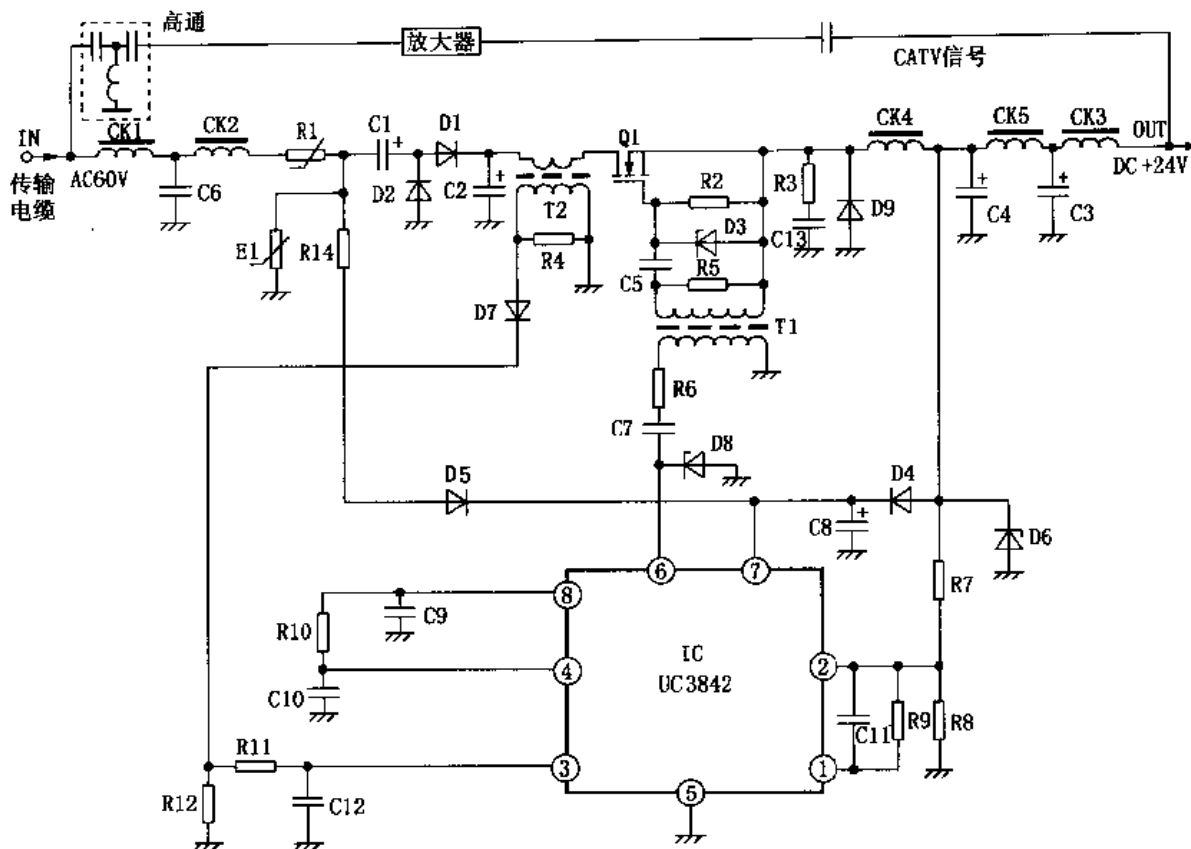 高通
放大器
CATV信号
IN
CK1
CK2
R1
C1
+
D1
Q1
CK4
CK5
CK3
OUT
传输
电缆
AC60V
C6
D2
C2
+
T2
R2
R3
D9
+
C4
+
C3
DC +24V
E1
R14
R4
D3
C13
C5
R5
D7
T1
R6
C7
D8
D5
D4
C8
+
D6
⑥
⑦
R7
⑧
C9
R10
④
IC
UC3842
②
C10
C11
R9
R8
R11
③
①
R12
C12
⑤